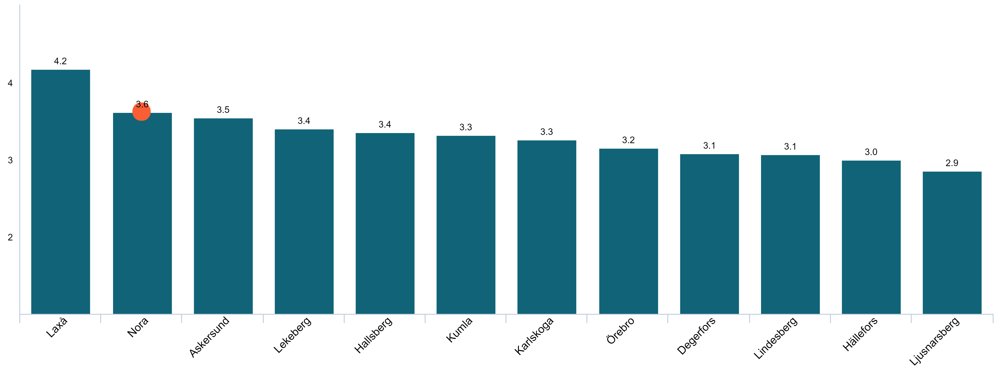 4.2
3.6
3.5
3.4
3.4
3.3
3.3
3.2
3.1
3.1
3.0
2.9
4
3
2
Laxå
Nora
Askersund
Lekeberg
Hallsberg
Kumla
Karlskoga
Örebro
Degerfors
Lindesberg
Hällefors
Ljusnarsberg